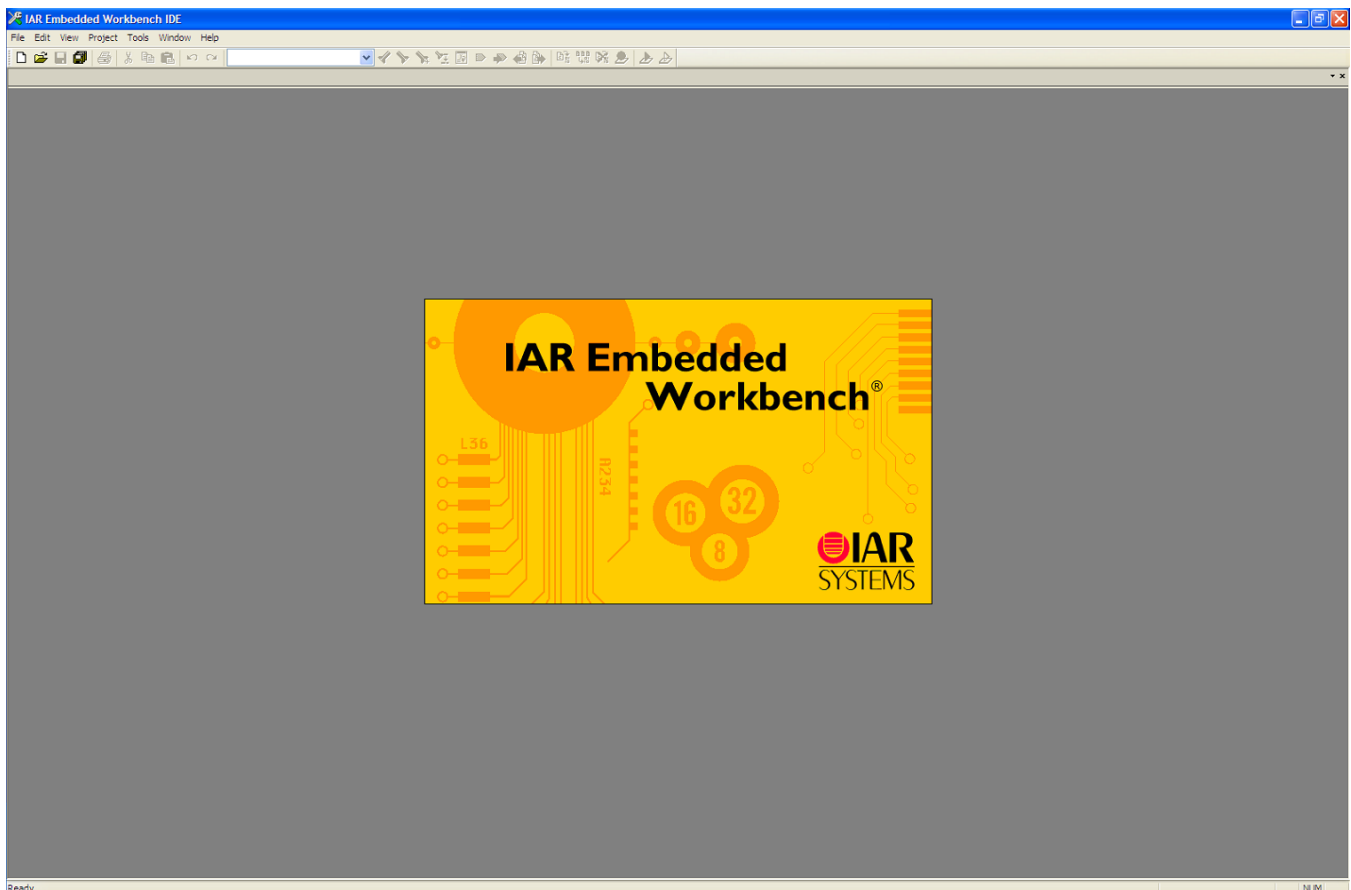 IAR Embedded Workbench IDE
File Edit View Project Tools Window Help
IAR Embedded
Workbench®
L36
R234
16 32
8
IAR
SYSTEMS
Ready
NUM